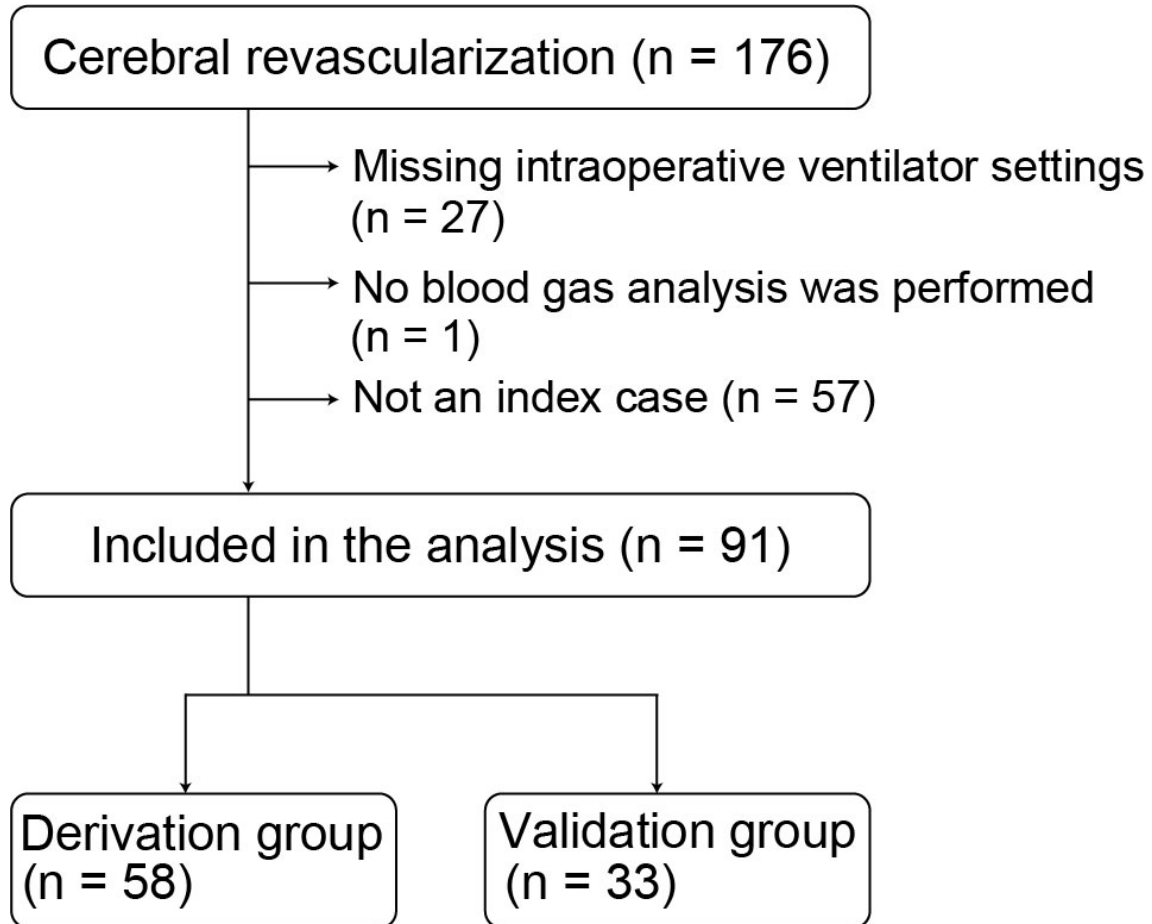 Cerebral revascularization (n = 176)
Missing intraoperative ventilator settings
(n = 27)
No blood gas analysis was performed
(n = 1)
Not an index case (n = 57)
Included in the analysis (n = 91)
Derivation group
(n = 58)
Validation group
(n = 33)